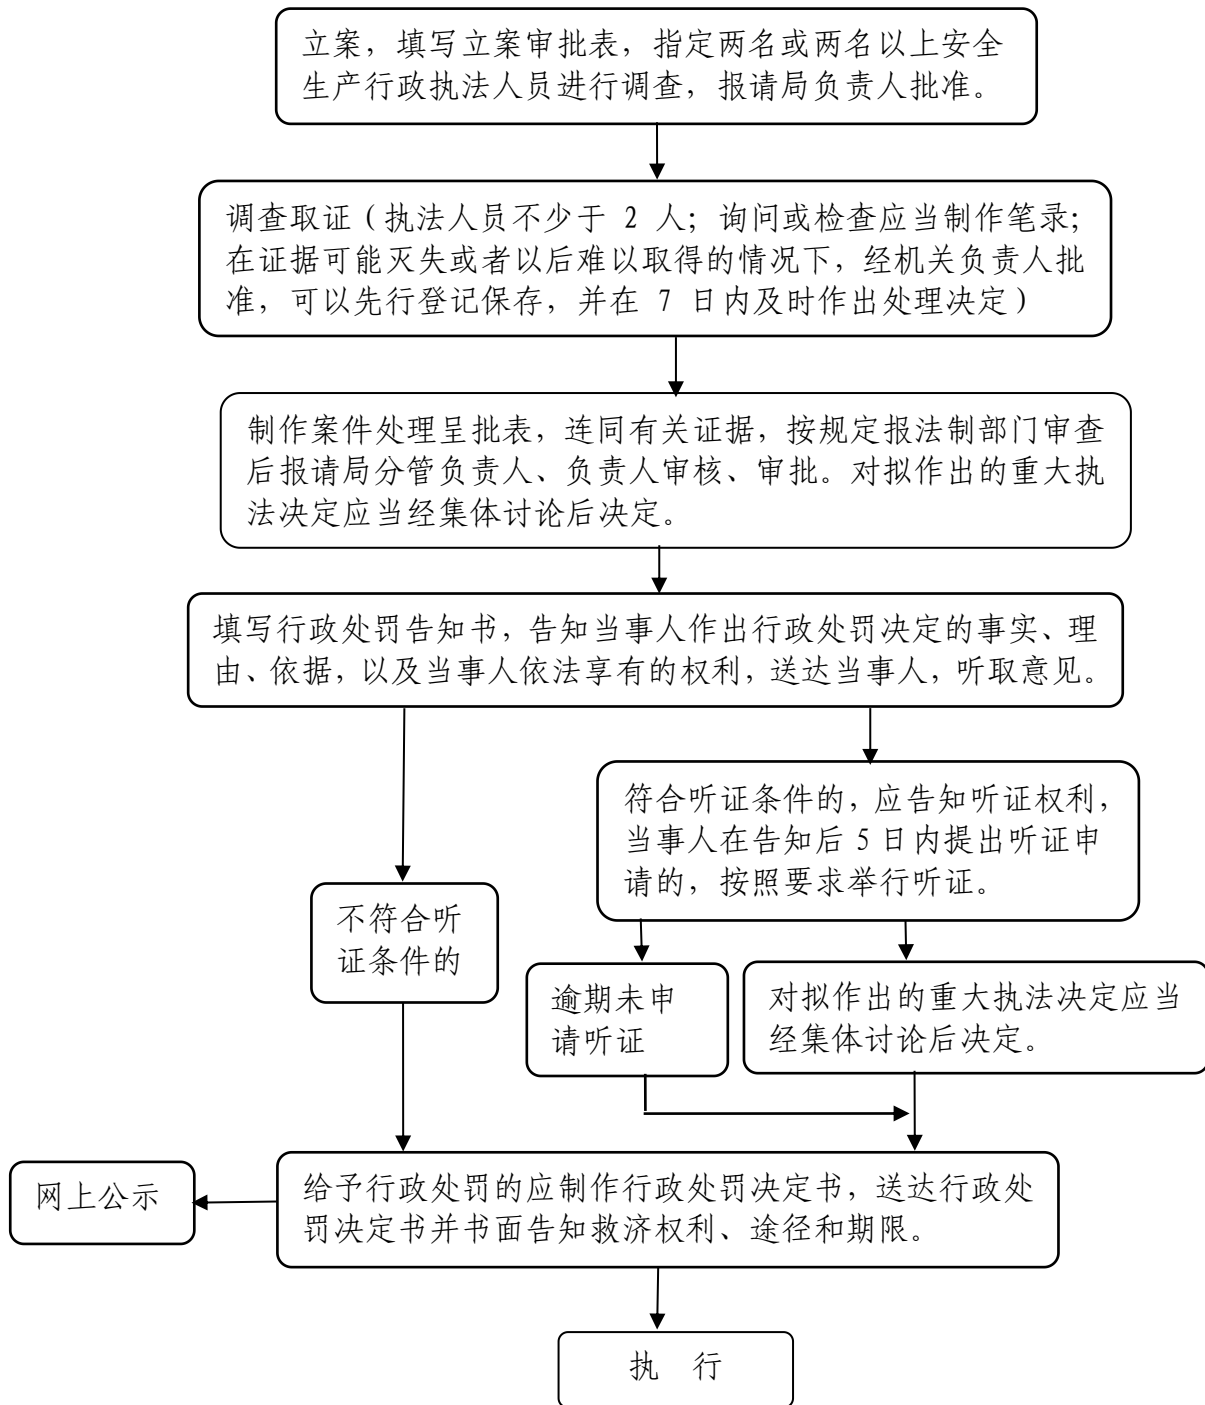 立案，填写立案审批表，指定两名或两名以上安全
生产行政执法人员进行调查，报请局负责人批准。
调查取证（执法人员不少于 2 人；询问或检查应当制作笔录；
在证据可能灭失或者以后难以取得的情况下，经机关负责人批
准，可以先行登记保存，并在 7 日内及时作出处理决定）
制作案件处理呈批表，连同有关证据，按规定报法制部门审查
后报请局分管负责人、负责人审核、审批。对拟作出的重大执
法决定应当经集体讨论后决定。
填写行政处罚告知书，告知当事人作出行政处罚决定的事实、理
由、依据，以及当事人依法享有的权利，送达当事人，听取意见。
符合听证条件的，应告知听证权利，
当事人在告知后 5 日内提出听证申
请的，按照要求举行听证。
不符合听
证条件的
逾期未申
请听证
对拟作出的重大执法决定应当
经集体讨论后决定。
网上公示
给予行政处罚的应制作行政处罚决定书，送达行政处
罚决定书并书面告知救济权利、途径和期限。
执 行